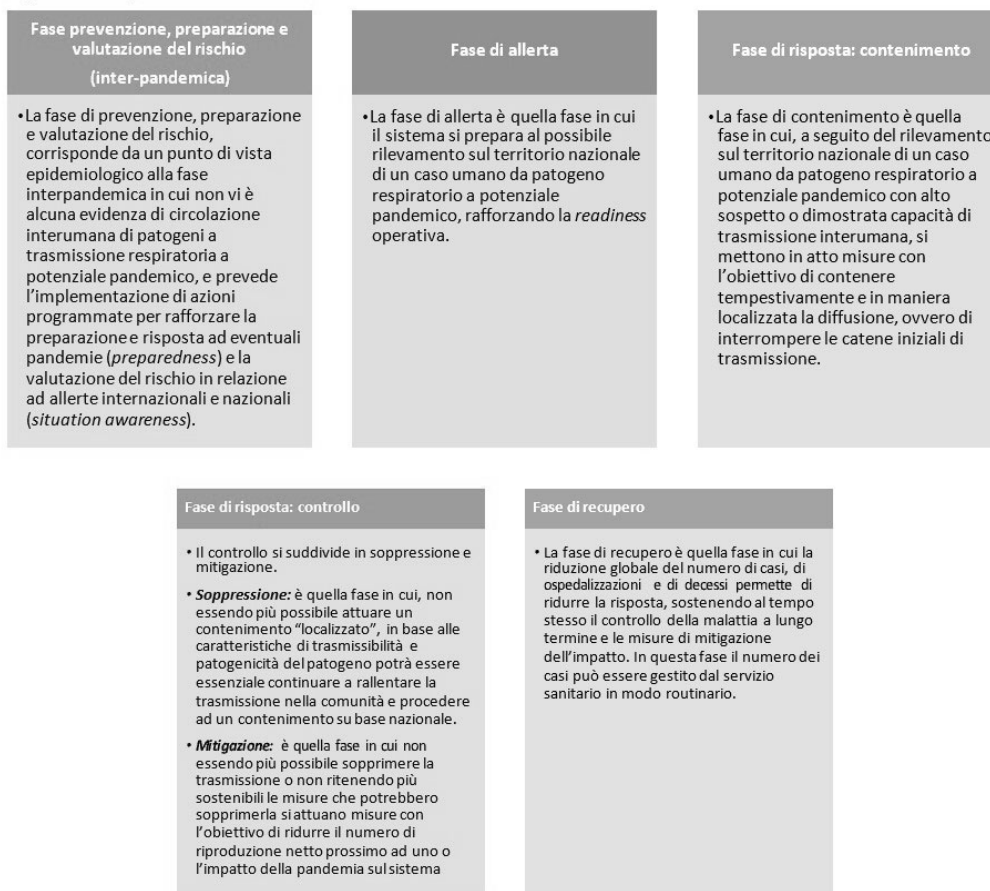 Fase prevenzione, preparazione e
valutazione del rischio
(inter-pandemica)
•La fase di prevenzione, preparazione
e valutazione del rischio,
corrisponde da un punto di vista
epidemiologico alla fase
interpandemica in cui non vi è
alcuna evidenza di circolazione
interumana di patogeni a
trasmissione respiratoria a
potenziale pandemico, e prevede
l'implementazione di azioni
programmate per rafforzare la
preparazione e risposta ad eventuali
pandemie (preparedness) e la
valutazione del rischio in relazione
ad allerte internazionali e nazionali
(situation awareness).
Fase di allerta
•La fase di allerta è quella fase in cui
il sistema si prepara al possibile
rilevamento sul territorio nazionale
di un caso umano da patogeno
respiratorio a potenziale
pandemico, rafforzando la readiness
operativa.
Fase di risposta: contenimento
•La fase di contenimento è quella
fase in cui, a seguito del rilevamento
sul territorio nazionale di un caso
umano da patogeno respiratorio a
potenziale pandemico con alto
sospetto o dimostrata capacità di
trasmissione interumana, si
mettono in atto misure con
l'obiettivo di contenere
tempestivamente e in maniera
localizzata la diffusione, ovvero di
interrompere le catene iniziali di
trasmissione.
Fase di risposta: controllo
• Il controllo si suddivide in soppressione e
mitigazione.
• Soppressione: è quella fase in cui, non
essendo più possibile attuare un
contenimento “localizzato”, in base alle
caratteristiche di trasmissibilità e
patogenicità del patogeno potrà essere
essenziale continuare a rallentare la
trasmissione nella comunità e procedere
ad un contenimento su base nazionale.
• Mitigazione: è quella fase in cui non
essendo più possibile sopprimere la
trasmissione o non ritenendo più
sostenibili le misure che potrebbero
sopprimerla si attuano misure con
l'obiettivo di ridurre il numero di
riproduzione netto prossimo ad uno o
l'impatto della pandemia sul sistema
Fase di recupero
• La fase di recupero è quella fase in cui la
riduzione globale del numero di casi, di
ospedalizzazioni e di decessi permette di
ridurre la risposta, sostenendo al tempo
stesso il controllo della malattia a lungo
termine e le misure di mitigazione
dell'impatto. In questa fase il numero dei
casi può essere gestito dal servizio
sanitario in modo routinario.